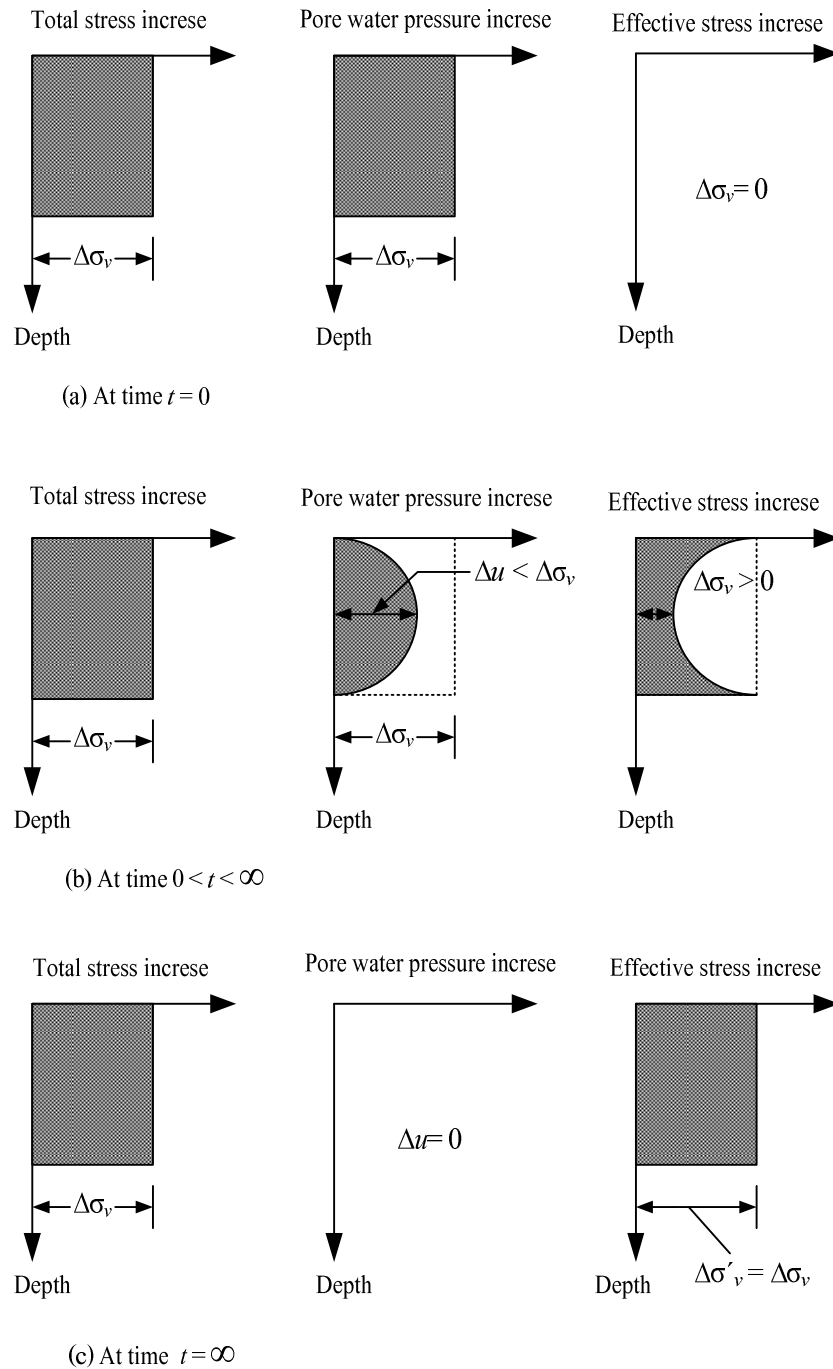 Total stress increse
Pore water pressure increse
Effective stress increse
Δσv=0
Δσv
Δσv
Depth
Depth
Depth
(a) At time t = 0
Total stress increse
Pore water pressure increse
Effective stress increse
Δu < Δσv
Δσv > 0
Δσv
Δσv
Depth
Depth
Depth
(b) At time 0 < t < ∞
Total stress increse
Pore water pressure increse
Effective stress increse
Δu= 0
Δσv
Depth
Depth
Depth
Δσ′v = Δσv
(c) At time t = ∞